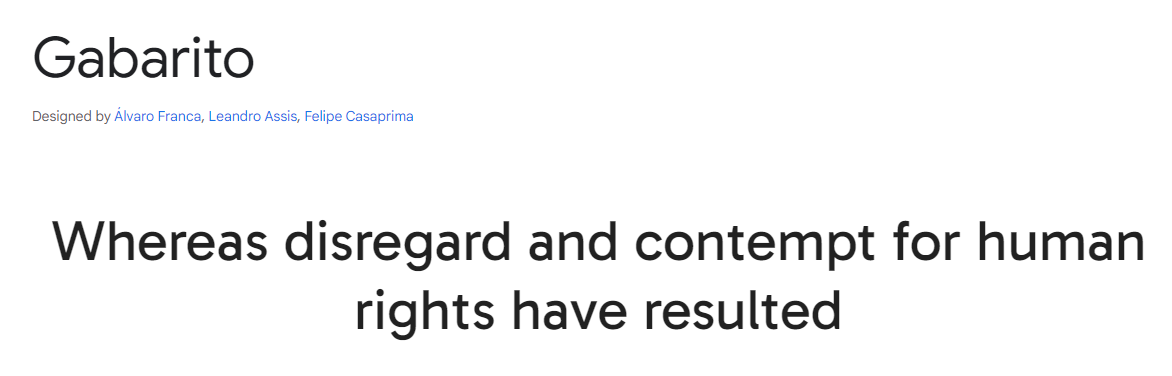 Gabarito
Designed by Álvaro Franca, Leandro Assis, Felipe Casaprima
Whereas disregard and contempt for human
rights have resulted